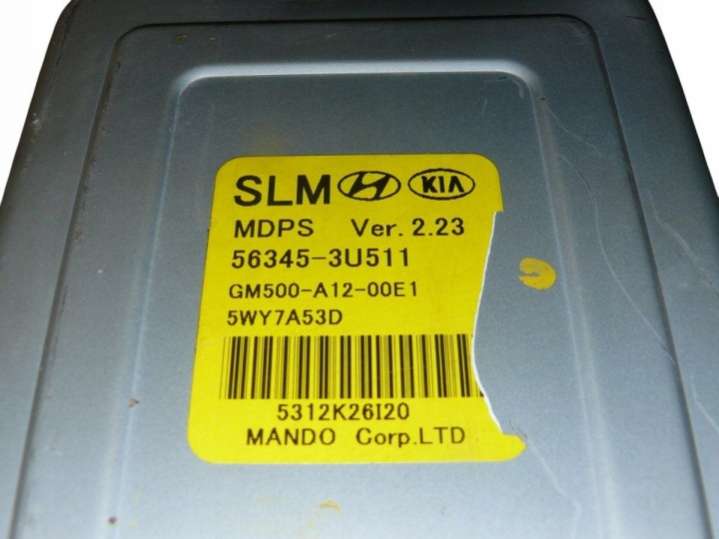 SLM KIA
MDPS Ver. 2.23
56345-3U511
GM500-A12-00E1
5WY7A53D
5312K26I20
MANDO Corp.LTD